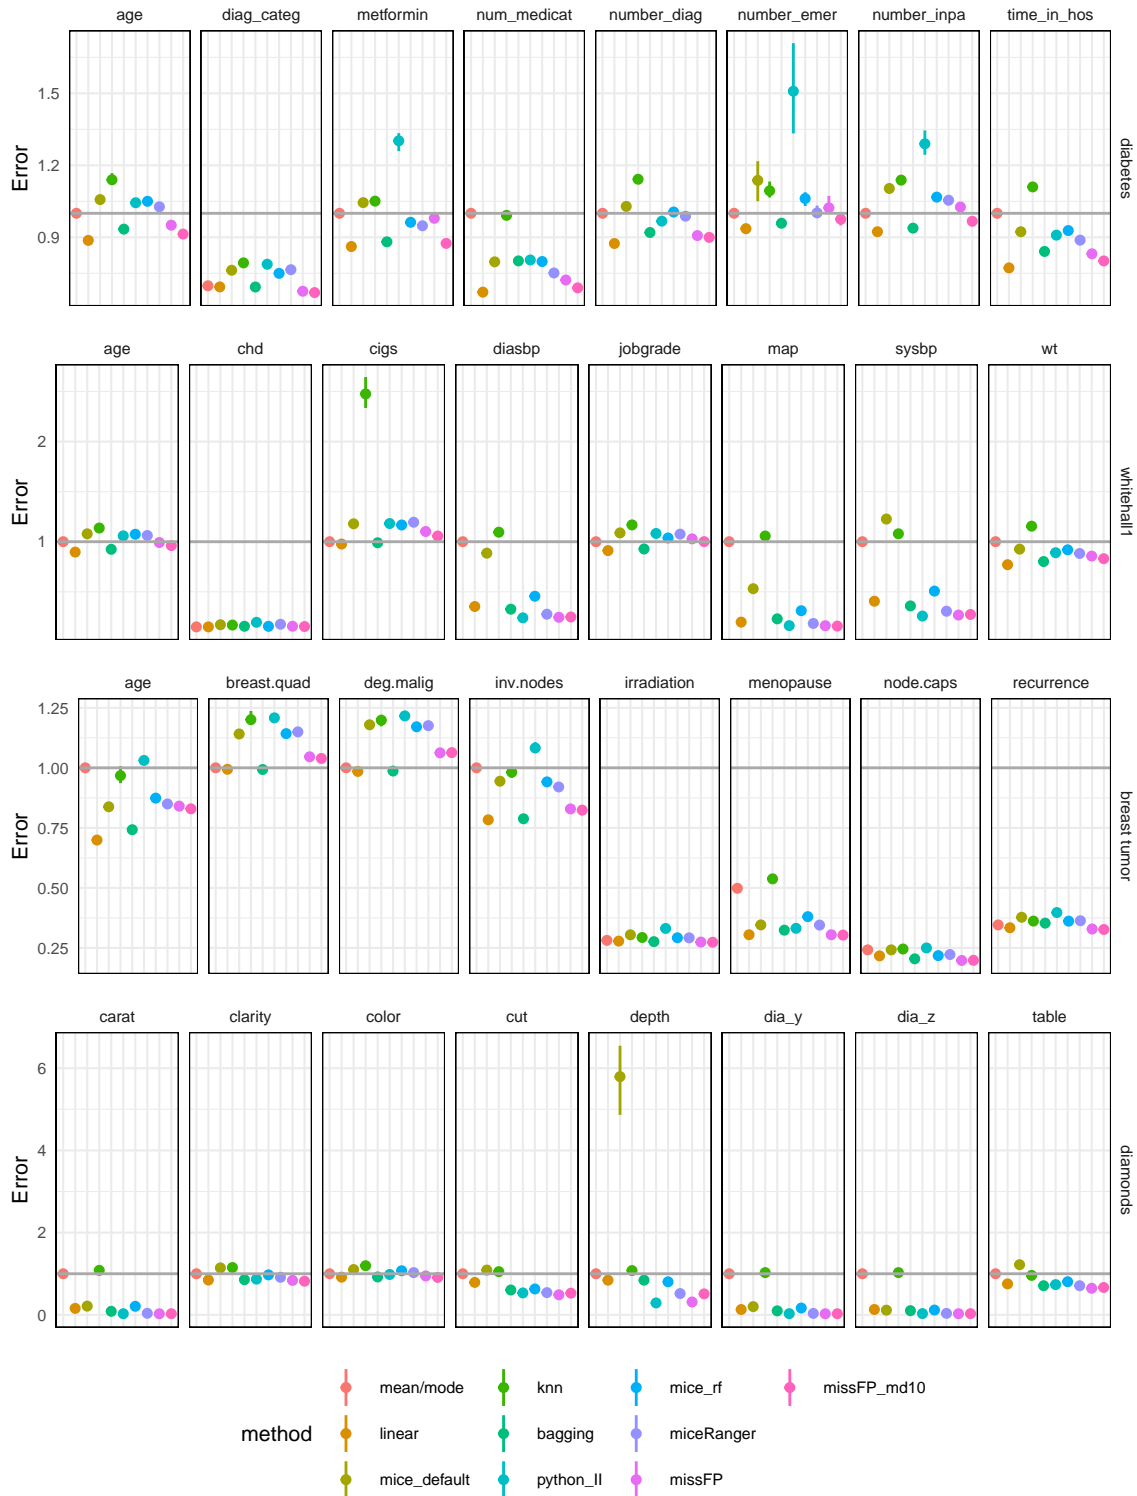 age diag_categ metformin num_medicat number_diag number_emer number_inpa time_in_hos
1.5
1.2
0.9
Error
diabetes
age chd cigs diasbp jobgrade map sysbp wt
2
1
Error
whitehall1
age breast.quad deg.malig inv.nodes irradiation menopause node.caps recurrence
1.25
1.00
0.75
0.50
0.25
Error
breast tumor
carat clarity color cut depth dia_y dia_z table
6
4
2
0
Error
diamonds
method
mean/mode knn mice_rf missFP_md10
linear bagging miceRanger
mice_default python_II missFP